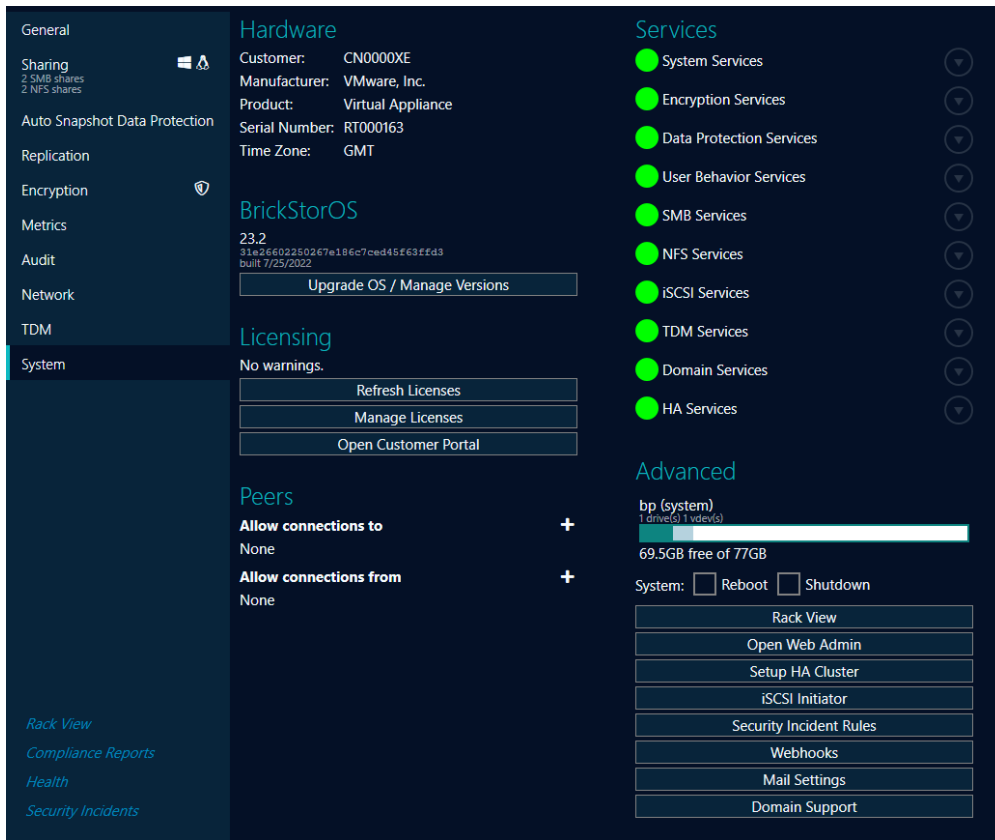 General
Sharing
2 SMB shares
2 NFS shares
Auto Snapshot Data Protection
Replication
Encryption
Metrics
Audit
Network
TDM
System
Rack View
Compliance Reports
Health
Security Incidents
Hardware
Customer: CN0000XE
Manufacturer: VMware, Inc.
Product: Virtual Appliance
Serial Number: RT000163
Time Zone: GMT
BrickStorOS
23.2
31e26602250267e186c7ced45f63ffd3
built 7/25/2022
Upgrade OS / Manage Versions
Licensing
No warnings.
Refresh Licenses
Manage Licenses
Open Customer Portal
Peers
Allow connections to
None
Allow connections from
None
Services
System Services
Encryption Services
Data Protection Services
User Behavior Services
SMB Services
NFS Services
iSCSI Services
TDM Services
Domain Services
HA Services
Advanced
bp (system)
1 drive(s) 1 vdev(s)
69.5GB free of 77GB
System: Reboot Shutdown
Rack View
Open Web Admin
Setup HA Cluster
iSCSI Initiator
Security Incident Rules
Webhooks
Mail Settings
Domain Support